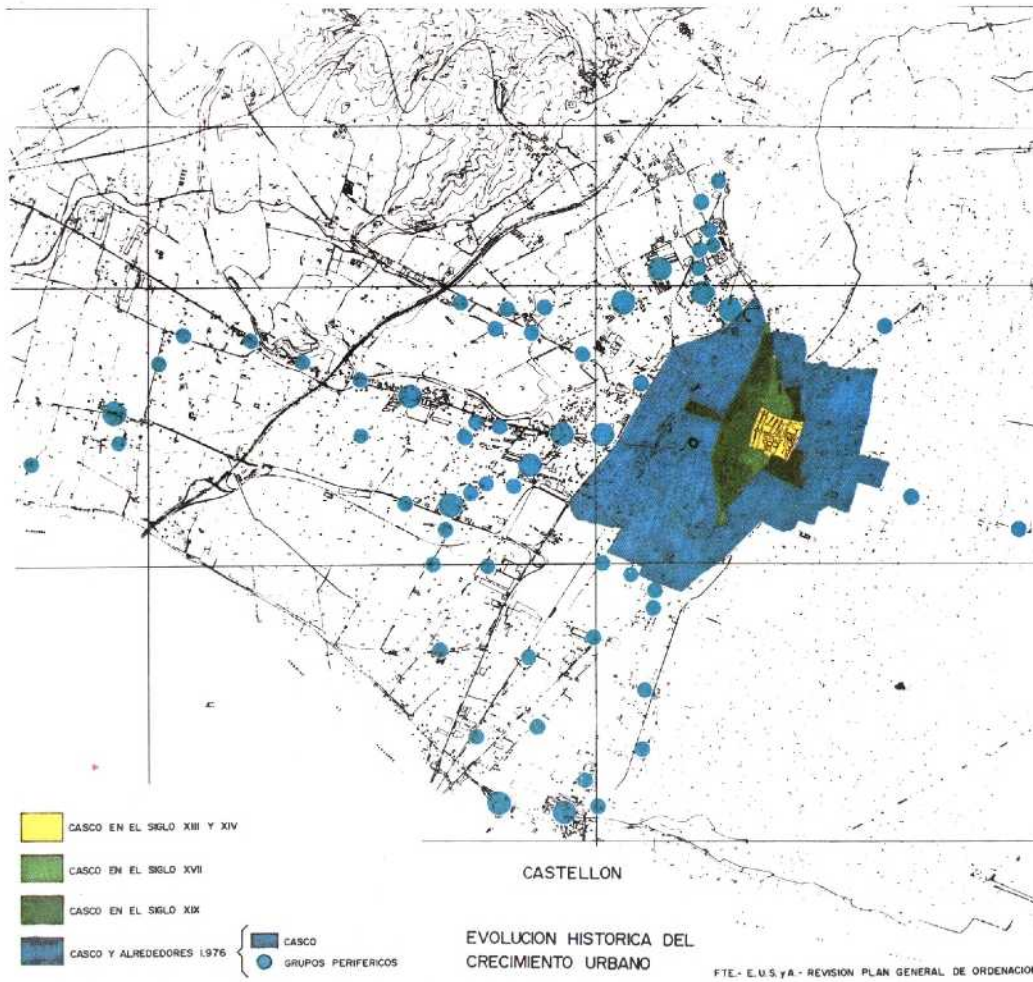 CASCO EN EL SIGLO XIII Y XIV
CASCO EN EL SIGLO XVII
CASCO EN EL SIGLO XIX
CASCO Y ALREDEDORES 1.976
CASCO
GRUPOS PERIFERICOS
CASTELLON
EVOLUCION HISTORICA DEL
CRECIMIENTO URBANO
FTE.- E.U.S.yA.- REVISION PLAN GENERAL DE ORDENACION